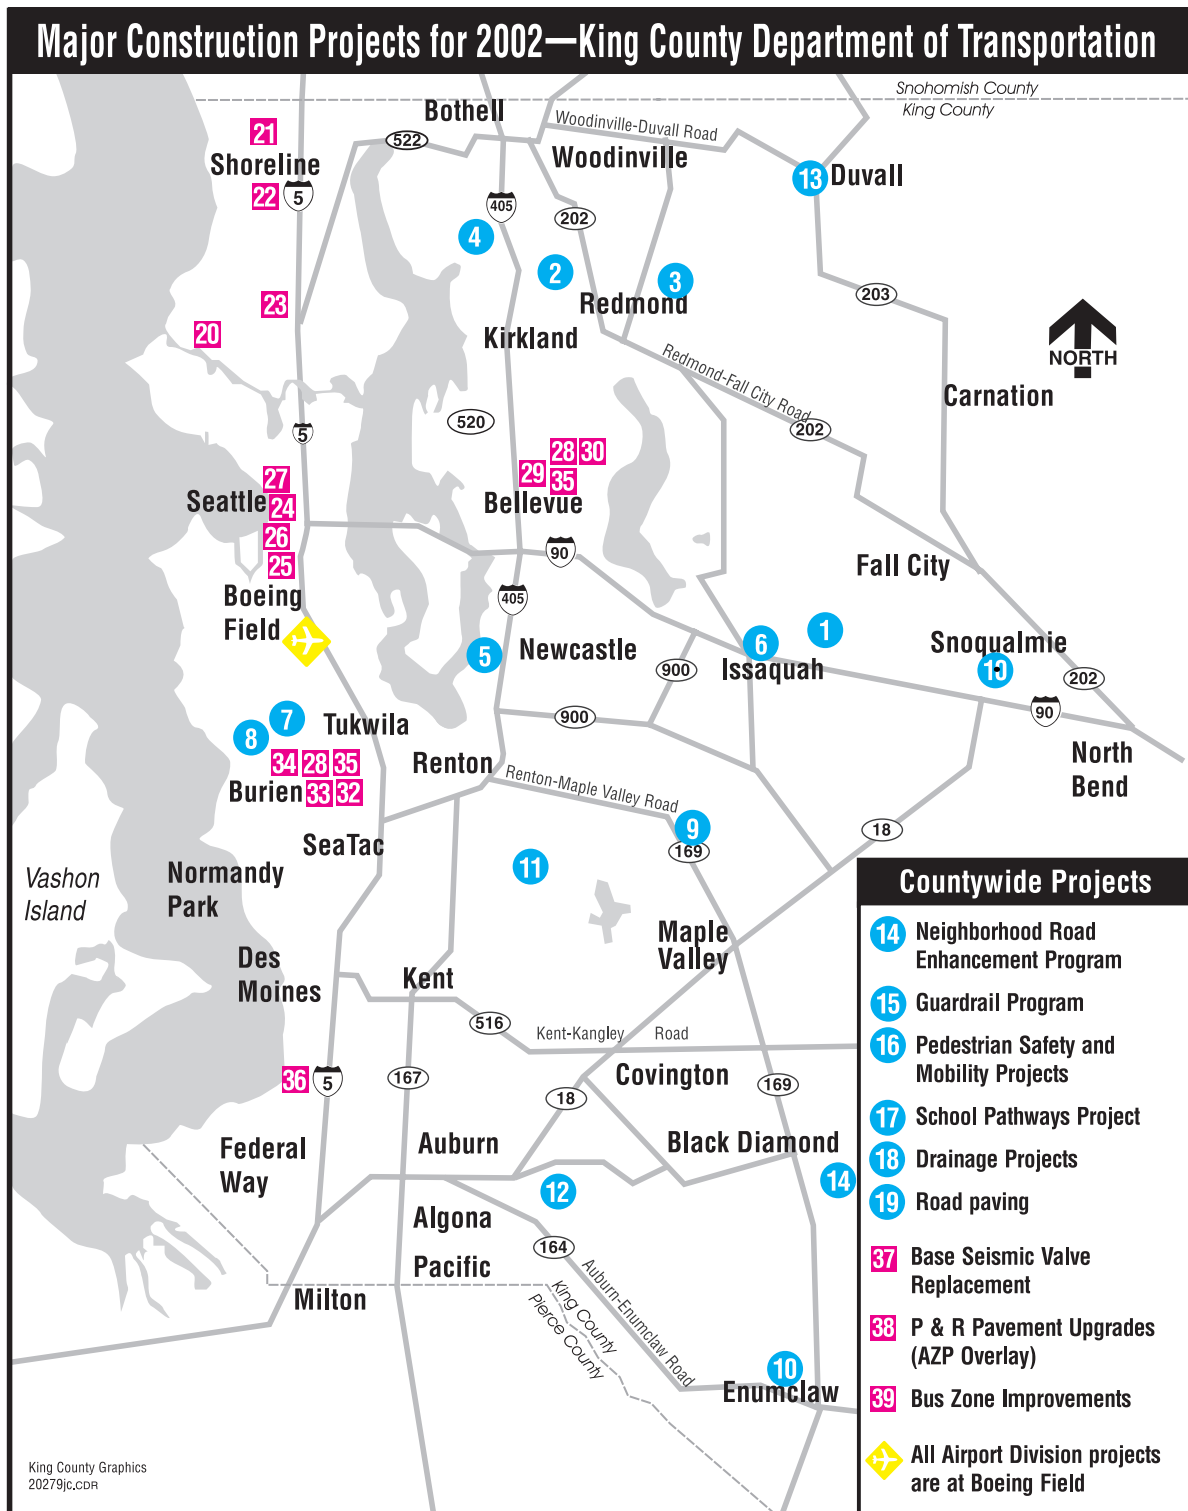 Major Construction Projects for 2002—King County Department of Transportation
Snohomish County
King County
Bothell
Woodinville-Duvall Road
21
522
Woodinville
Shoreline
13 Duvall
22
5
405
202
4
2
3
203
Redmond
23
20
Kirkland
NORTH
Redmond-Fall City Road
Carnation
520
202
5
28 30
29 35
27
Seattle
24
Bellevue
26
90
25
Fall City
Boeing
Field
405
1
6
5
Newcastle
Snoqualmie
900
Issaquah
10
202
7
900
90
8
Tukwila
34 28 35
Renton
North
Bend
Burien 33 32
Renton-Maple Valley Road
9
18
SeaTac
169
11
Normandy
Park
Vashon
Island
Maple
Valley
Des
Moines
Kent
516
Kent-Kangley Road
36
5
167
Covington
169
18
Federal
Way
Auburn
Black Diamond
14
12
Algona
164
Pacific
Auburn-Enumclaw Road
King County
Pierce County
Milton
10
Enumclaw
Countywide Projects
14 Neighborhood Road
Enhancement Program
15 Guardrail Program
16 Pedestrian Safety and
Mobility Projects
17 School Pathways Project
18 Drainage Projects
19 Road paving
37 Base Seismic Valve
Replacement
38 P & R Pavement Upgrades
(AZP Overlay)
39 Bus Zone Improvements
All Airport Division projects
are at Boeing Field
King County Graphics
20279jc.CDR